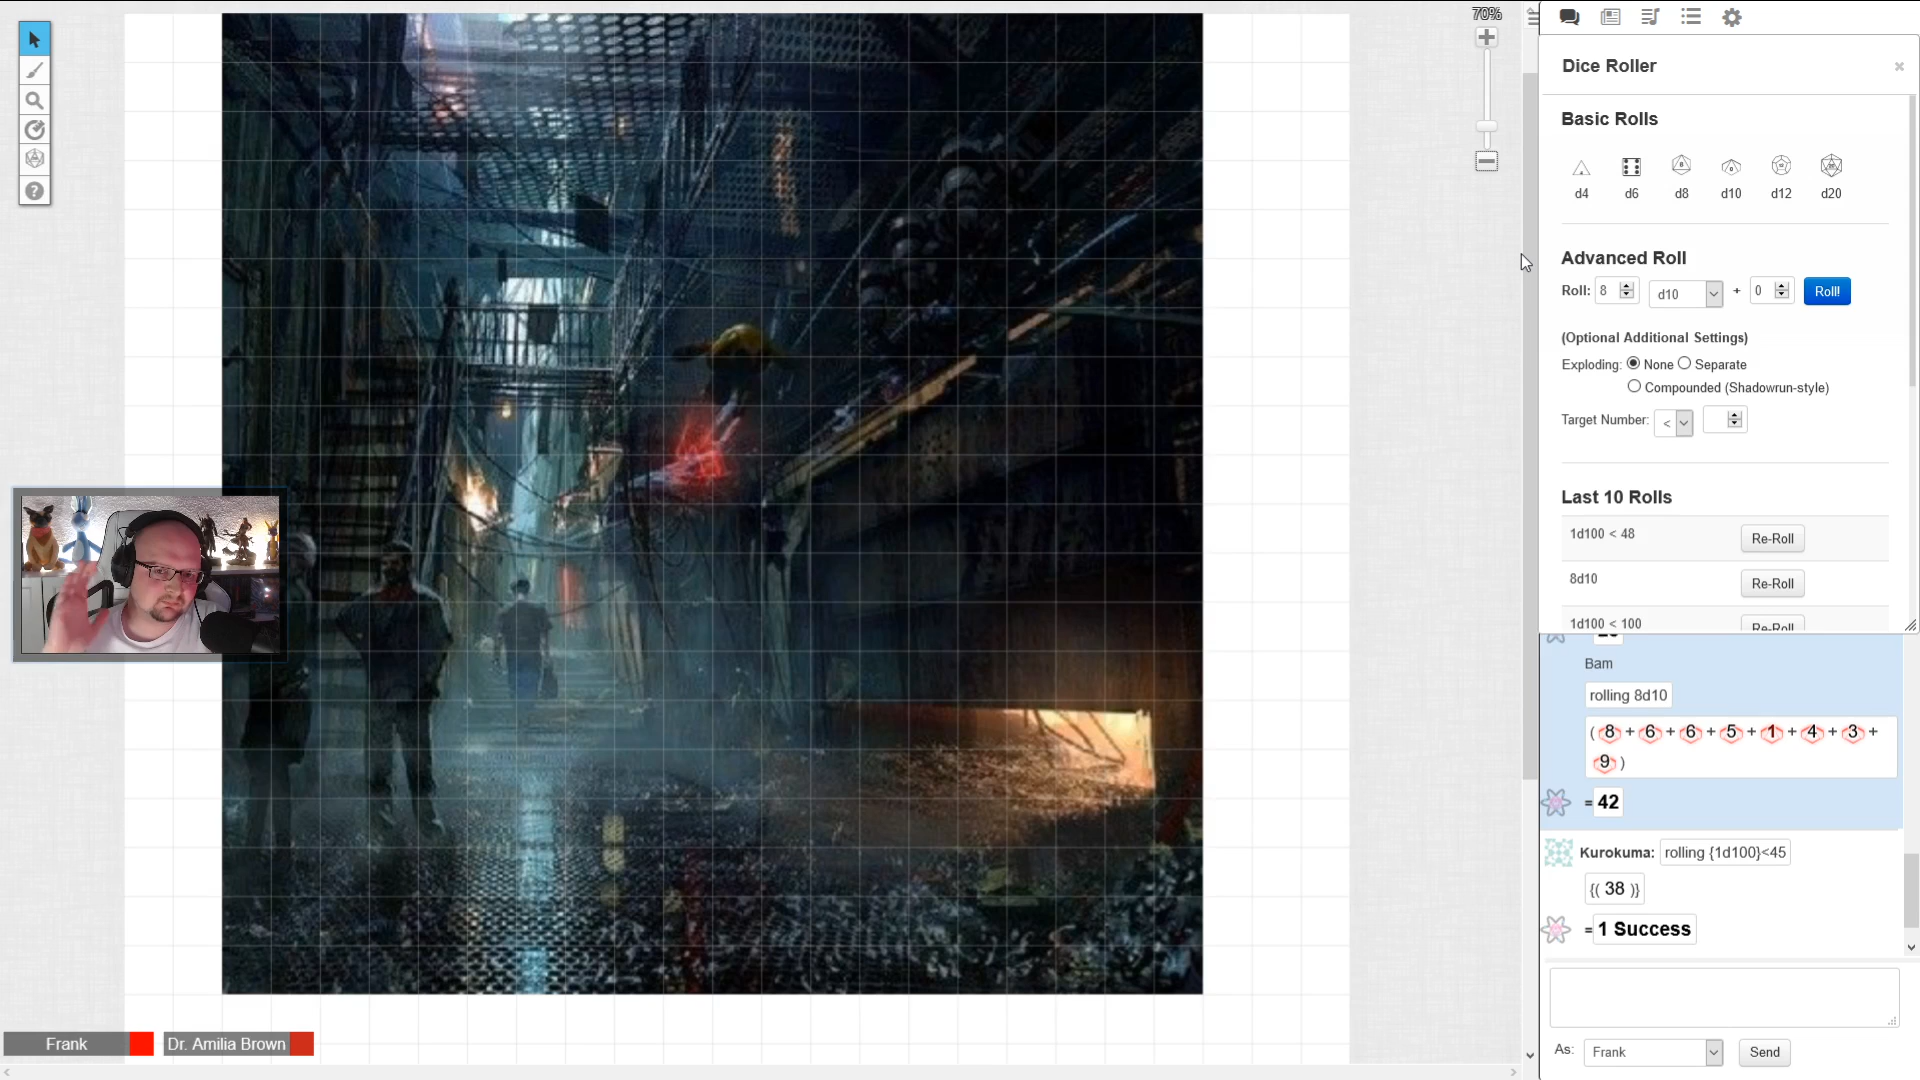 70%
Dice Roller
Basic Rolls
d4 d6 d8 d10 d12 d20
Advanced Roll
Roll: 8 d10 + 0 Roll!
(Optional Additional Settings)
Exploding: None Separate
Compounded (Shadowrun-style)
Target Number: <
Last 10 Rolls
1d100 < 48 Re-Roll
8d10 Re-Roll
1d100 < 100 Re-Roll
Bam
rolling 8d10
( 8 + 6 + 6 + 5 + 1 + 4 + 3 +
9 )
= 42
Kurokuma: rolling {1d100}<45
{( 38 )}
= 1 Success
As: Frank Send
Frank Dr. Amilia Brown